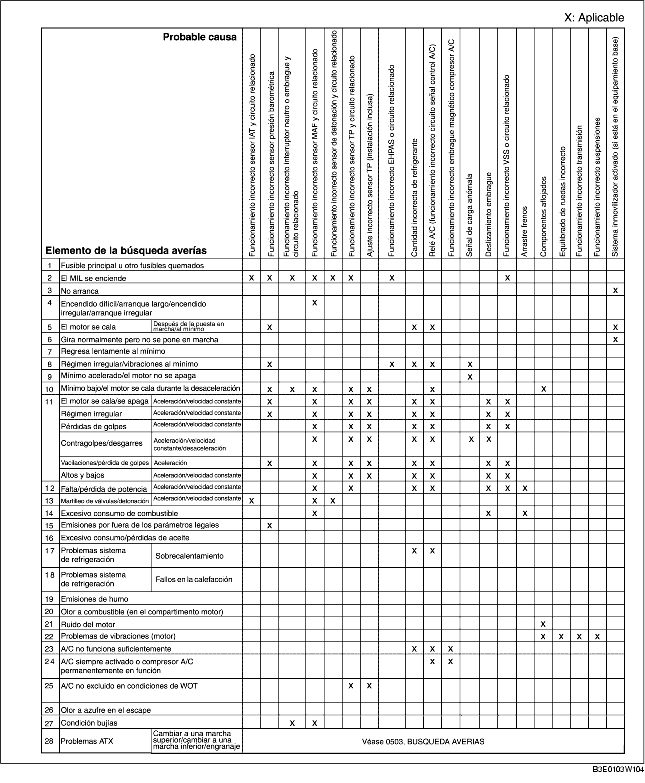 X: Aplicable
Probable causa
Elemento de la búsqueda averías
Funcionamiento incorrecto sensor IAT y circuito relacionado
Funcionamiento incorrecto sensor presión barométrica
Funcionamiento incorrecto interruptor neutro o embrague y
circuito relacionado
Funcionamiento incorrecto sensor MAF y circuito relacionado
Funcionamiento incorrecto sensor de detonación y circuito relacionado
Funcionamiento incorrecto sensor TP y circuito relacionado
Ajuste incorrecto sensor TP (Instalación inclusa)
Funcionamiento incorrecto EHPAS o circuito relacionado
Cantidad incorrecta de refrigerante
Relé A/C (funcionamiento incorrecto circuito señal control A/C)
Funcionamiento incorrecto embrague magnético compresor A/C
Señal de carga anómala
Deslizamiento embrague
Funcionamiento incorrecto VSS o circuito relacionado
Arrastre frenos
Componentes aflojados
Equilibrado de ruedas incorrecto
Funcionamiento incorrecto transmisión
Funcionamiento incorrecto suspensiones
Sistema inmovilizador activado (si está en el equipamiento base)
1 Fusible principal u otro fusibles quemados
2 El MIL se enciende X X X X X X X X
3 No arranca X
4 Encendido difícil/arranque largo/encendido X
irregular/arranque irregular
5 El motor se cala Después de la puesta en X X X X
marcha/al mínimo
6 Gira normalmente pero no se pone en marcha X
7 Regresa lentamente al mínimo
8 Régimen irregular/vibraciones al mínimo X X X X X
9 Mínimo acelerado/el motor no se apaga X
10 Mínimo bajo/el motor se cala durante la desaceleración X X X X X X X
11 El motor se cala/se apaga Aceleración/velocidad constante X X X X X X X X
Régimen irregular Aceleración/velocidad constante X X X X X X X X
Pérdidas de golpes Aceleración/velocidad constante X X X X X X X
Contragolpes/desgarres Aceleración/velocidad X X X X X X X
constante/desaceleración
Vacilaciones/pérdida de golpes Aceleración X X X X X X X X
Altos y bajos Aceleración/velocidad constante X X X X X X X
12 Falta/pérdida de potencia Aceleración/velocidad constante X X X X X X X
13 Martilleo de válvulas/detonación Aceleración/velocidad constante X X X
14 Excesivo consumo de combustible X X X
15 Emisiones por fuera de los parámetros legales X
16 Excesivo consumo/pérdidas de aceite
17 Problemas sistema Sobrecalentamiento X X
de refrigeración
18 Problemas sistema Fallos en la calefacción
de refrigeración
19 Emisiones de humo
20 Olor a combustible (en el compartimento motor)
21 Ruido del motor X
22 Problemas de vibraciones (motor) X X X X
23 A/C no funciona suficientemente X X X
24 A/C siempre activado o compresor A/C X X
permanentemente en función
25 A/C no excluido en condiciones de WOT X X
26 Olor a azufre en el escape
27 Condición bujías X X
28 Problemas ATX Cambiar a una marcha
superior/cambiar a una
marcha inferior/engranaje
Véase 0503, BUSQUEDA AVERIAS
B3E0103W104